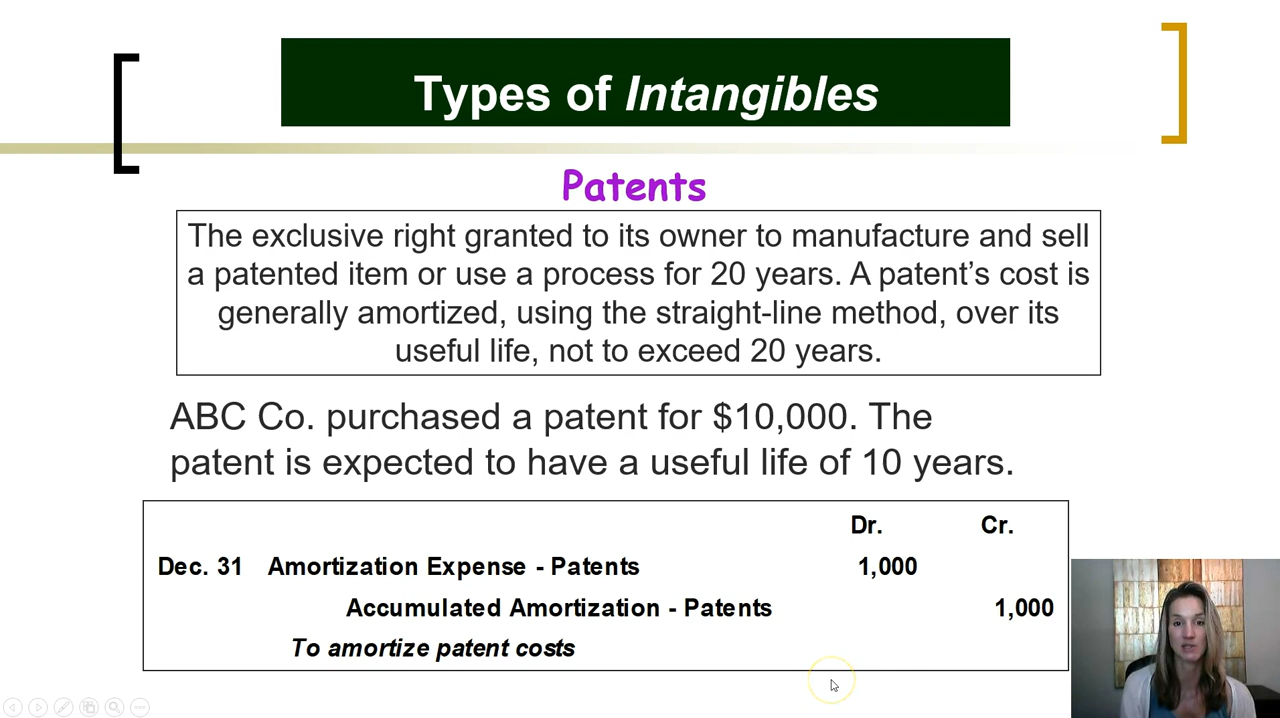 Types of Intangibles
Patents
The exclusive right granted to its owner to manufacture and sell
a patented item or use a process for 20 years. A patent’s cost is
generally amortized, using the straight-line method, over its
useful life, not to exceed 20 years.
ABC Co. purchased a patent for $10,000. The
patent is expected to have a useful life of 10 years.
Dr. Cr.
Dec. 31 Amortization Expense - Patents 1,000
Accumulated Amortization - Patents 1,000
To amortize patent costs